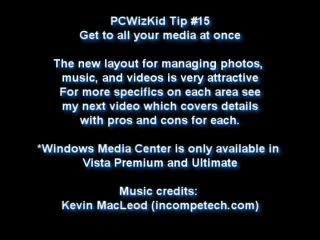 PCWizKid Tip #15
Get to all your media at once
The new layout for managing photos,
music, and videos is very attractive
For more specifics on each area see
my next video which covers details
with pros and cons for each.
*Windows Media Center is only available in
Vista Premium and Ultimate
Music credits:
Kevin MacLeod (incompetech.com)